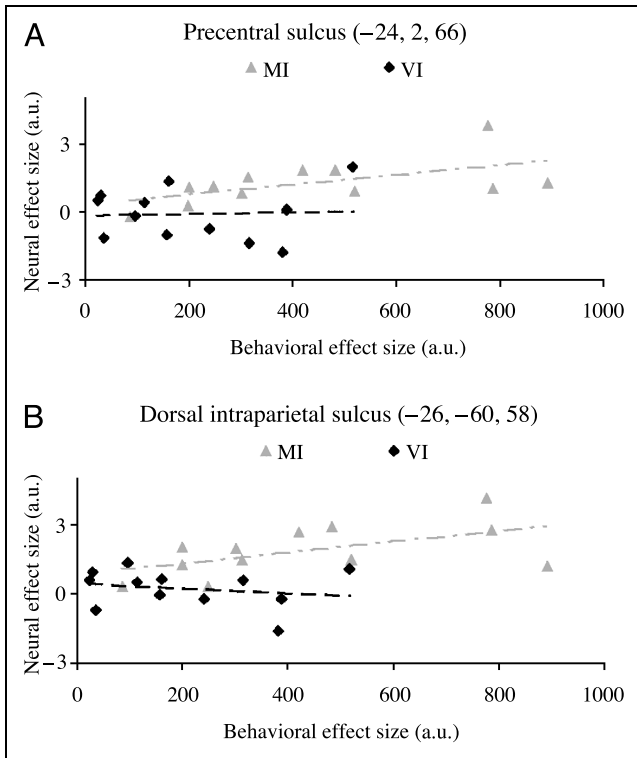 A
Precentral sulcus (−24, 2, 66)
MI VI
Neural effect size (a.u.)
3
0
−3
0 200 400 600 800 1000
Behavioral effect size (a.u.)
B
Dorsal intraparietal sulcus (−26, −60, 58)
MI VI
Neural effect size (a.u.)
3
0
−3
0 200 400 600 800 1000
Behavioral effect size (a.u.)